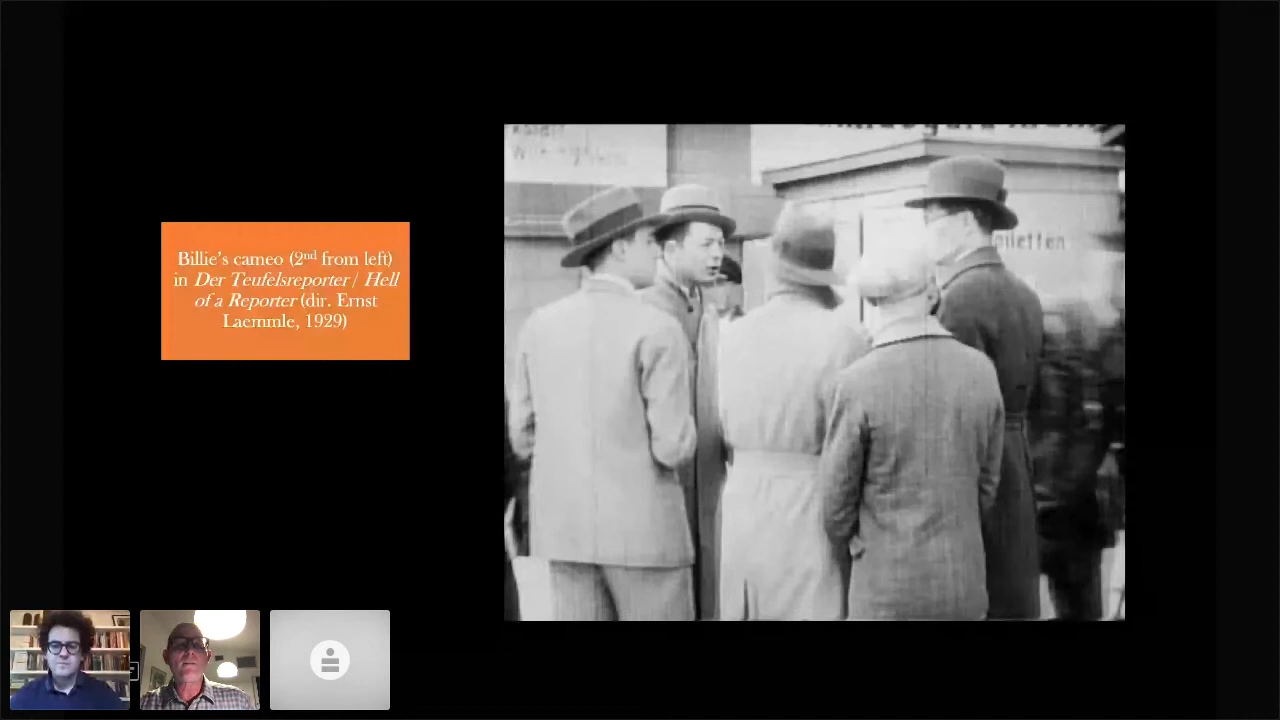 Billie's cameo (2nd from left)
in Der Teufelsreporter / Hell
of a Reporter (dir. Ernst
Laemmle, 1929)